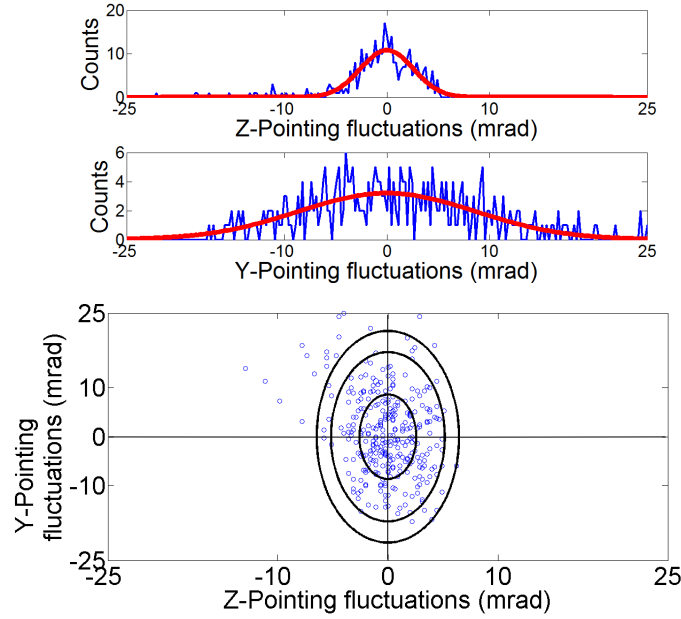 20
10
0
Counts
-25 -10 0 10 25
Z-Pointing fluctuations (mrad)
6
4
2
0
Counts
-25 -10 0 10 25
Y-Pointing fluctuations (mrad)
25
10
0
-10
-25
Y-Pointing
fluctuations (mrad)
-25 -10 0 10 25
Z-Pointing fluctuations (mrad)